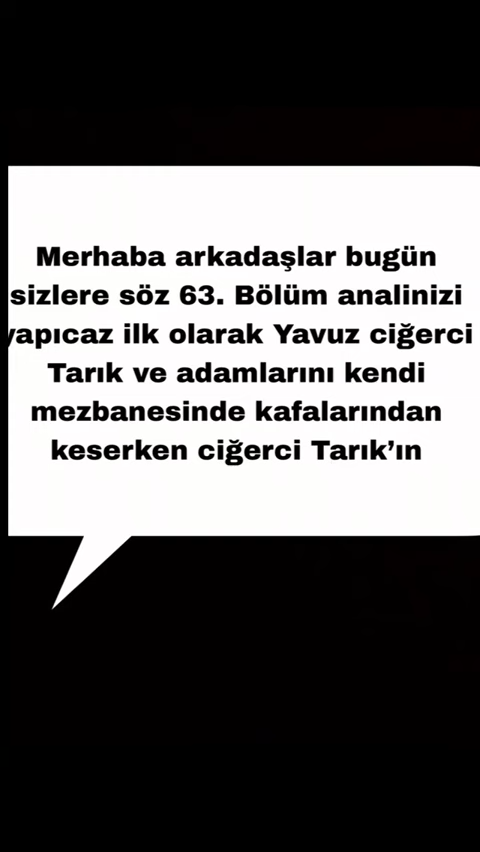 Merhaba arkadaşlar bugün
sizlere söz 63. Bölüm analinizi
yapıcaz ilk olarak Yavuz ciğerci
Tarık ve adamlarını kendi
mezbanesinde kafalarından
keserken ciğerci Tarık’ın